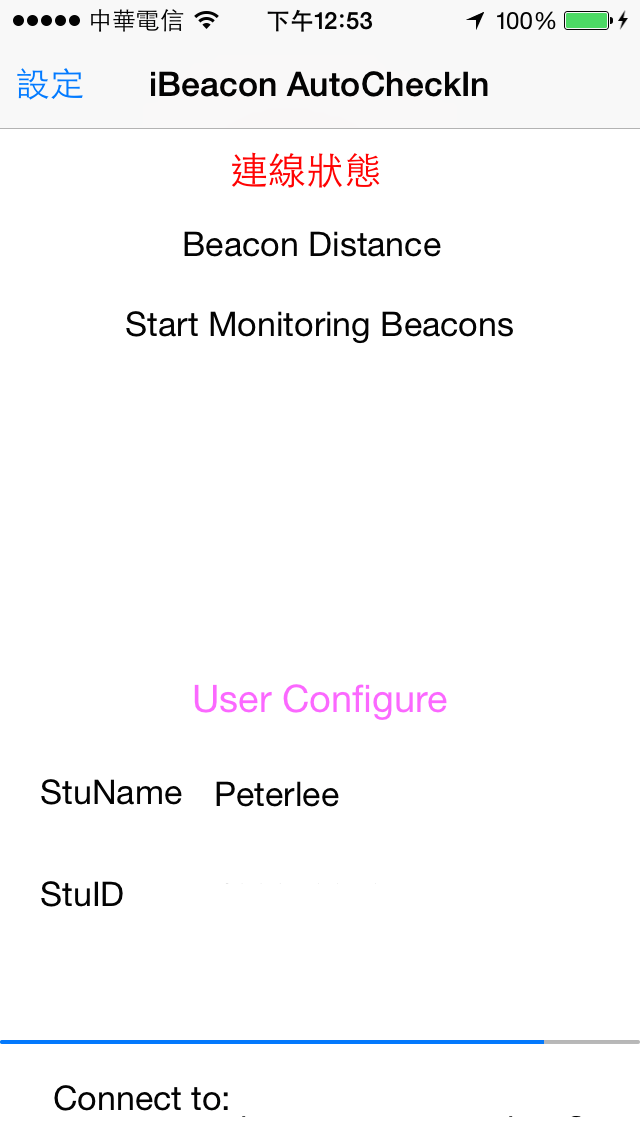 中華電信 下午12:53 100%
設定 iBeacon AutoCheckIn
連線狀態
Beacon Distance
Start Monitoring Beacons
User Configure
StuName Peterlee
StuID
Connect to: